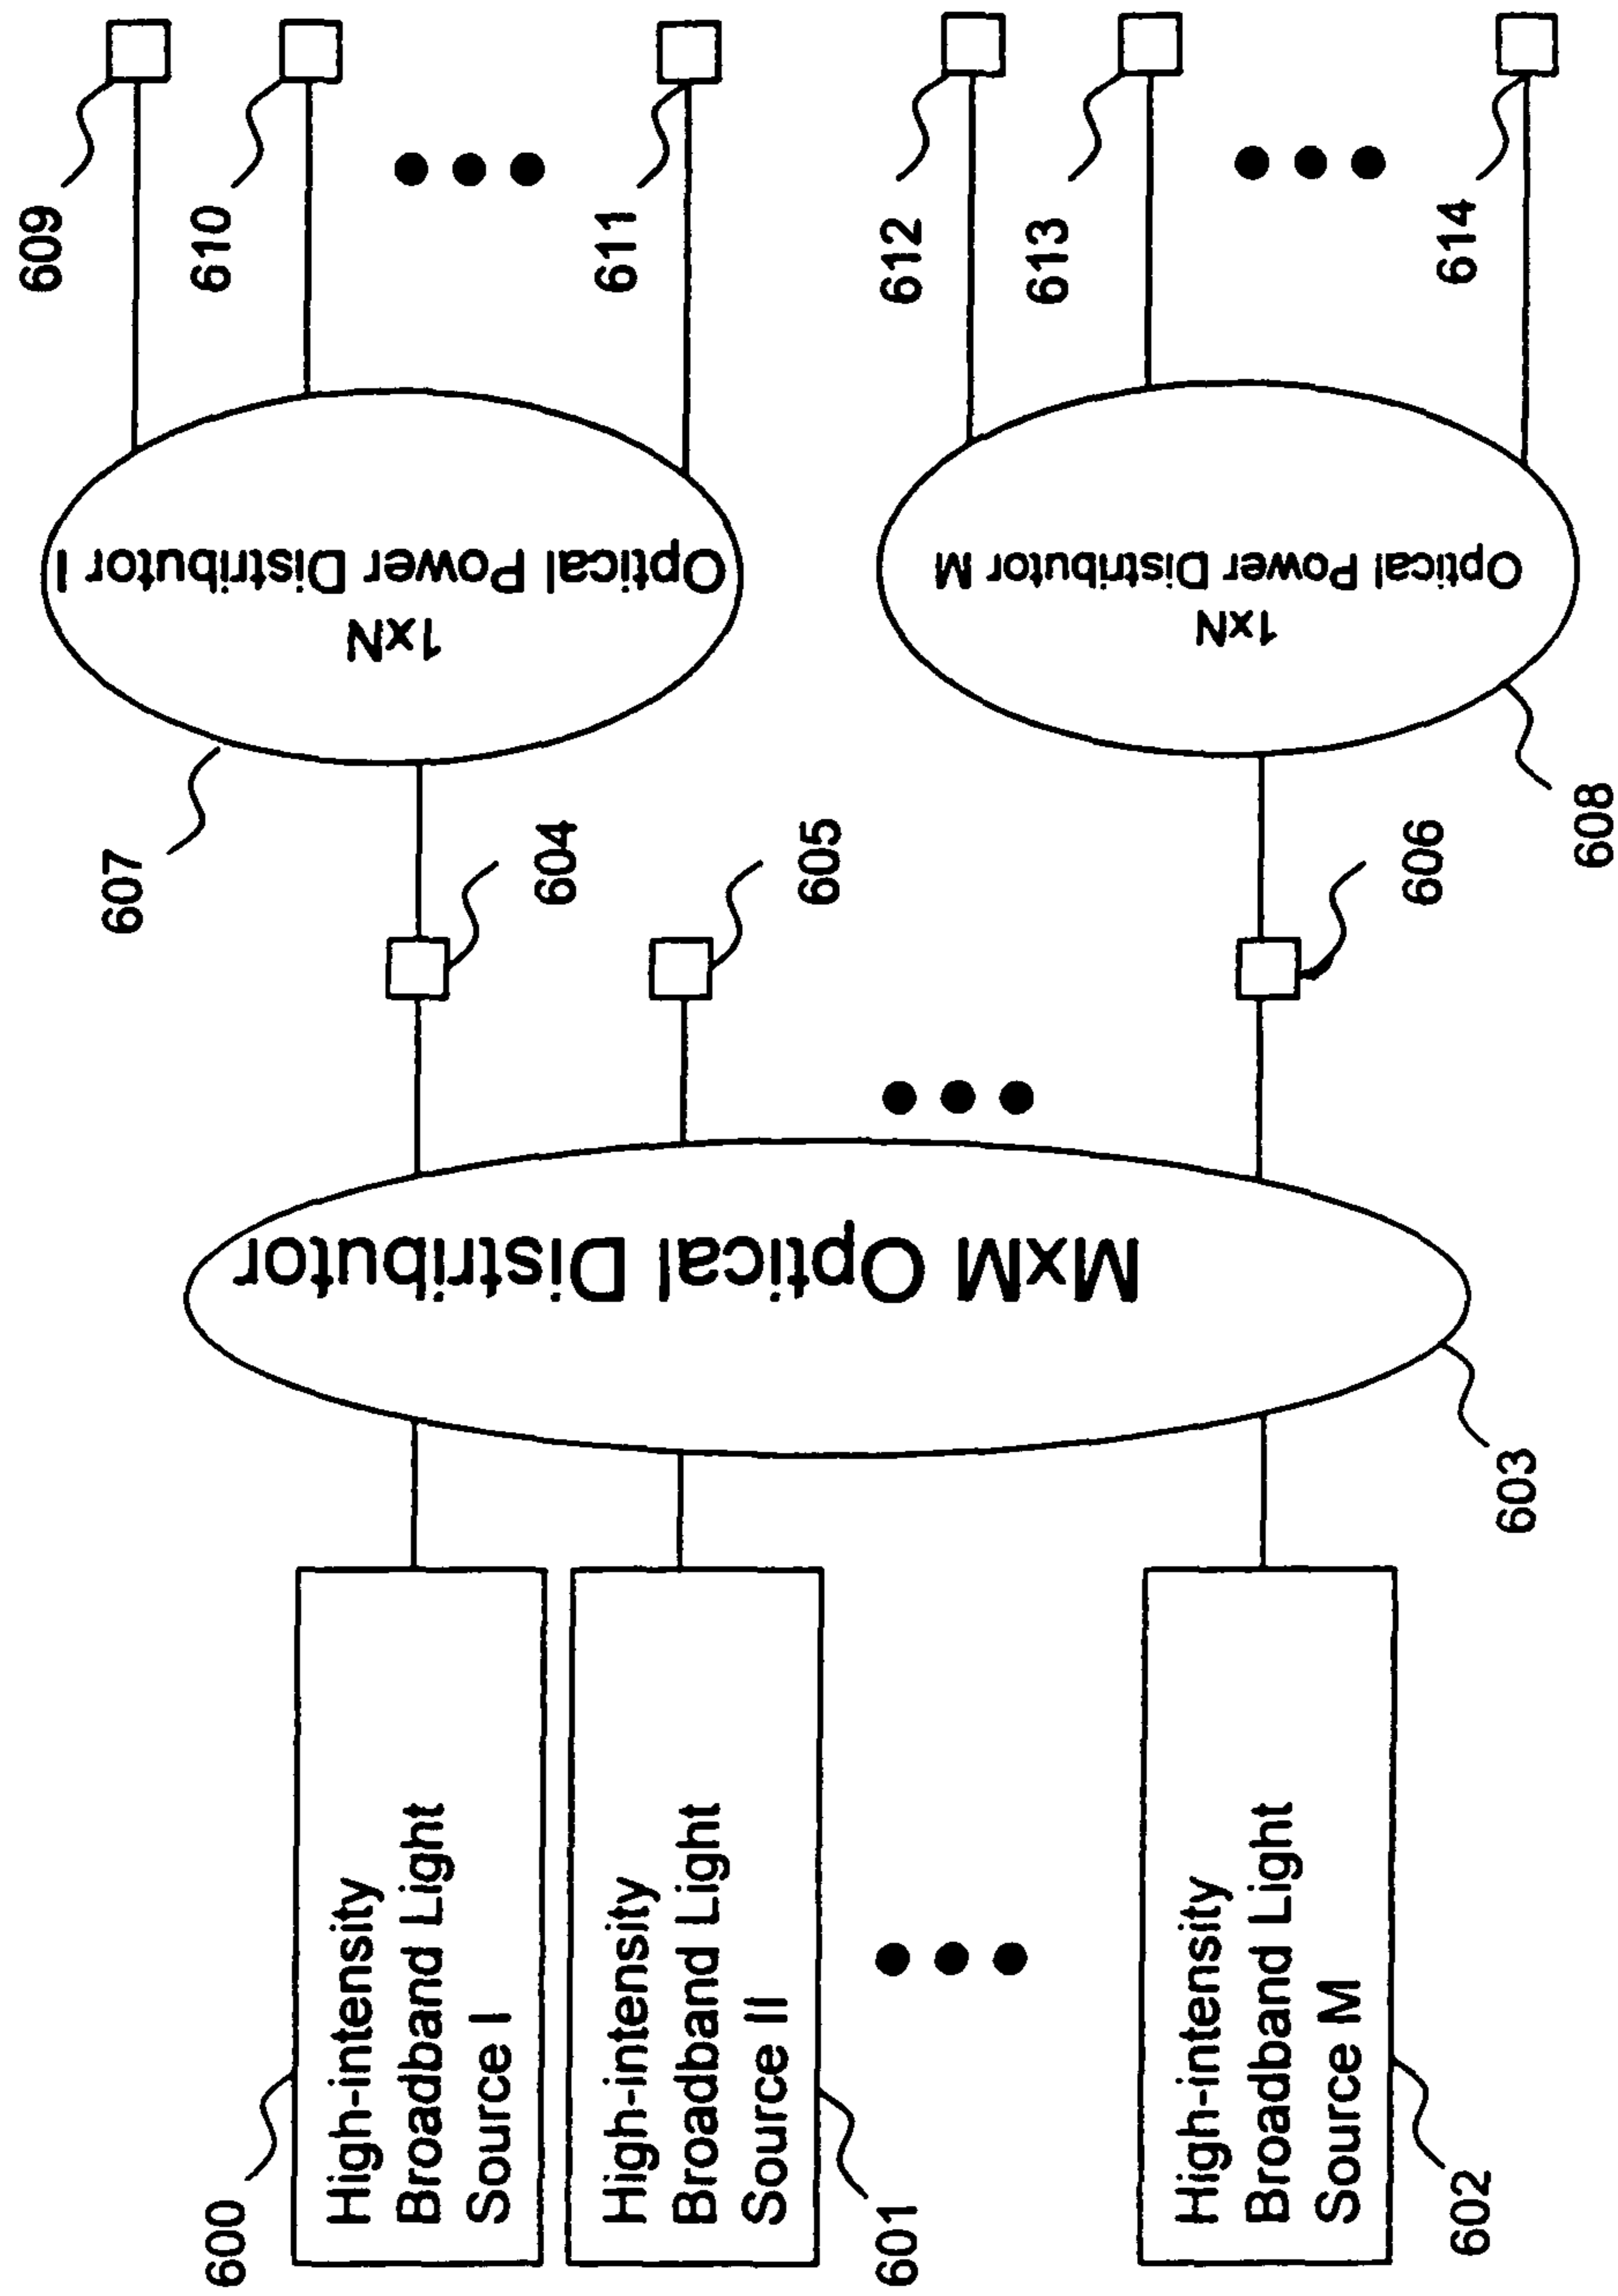 600
High-intensity
Broadband Light
Source I
High-intensity
Broadband Light
Source II
601
High-intensity
Broadband Light
Source M
602
MxM Optical Distributor
603
604
605
606
607
1xN
Optical Power Distributor I
1xN
Optical Power Distributor M
608
609
610
611
612
613
614